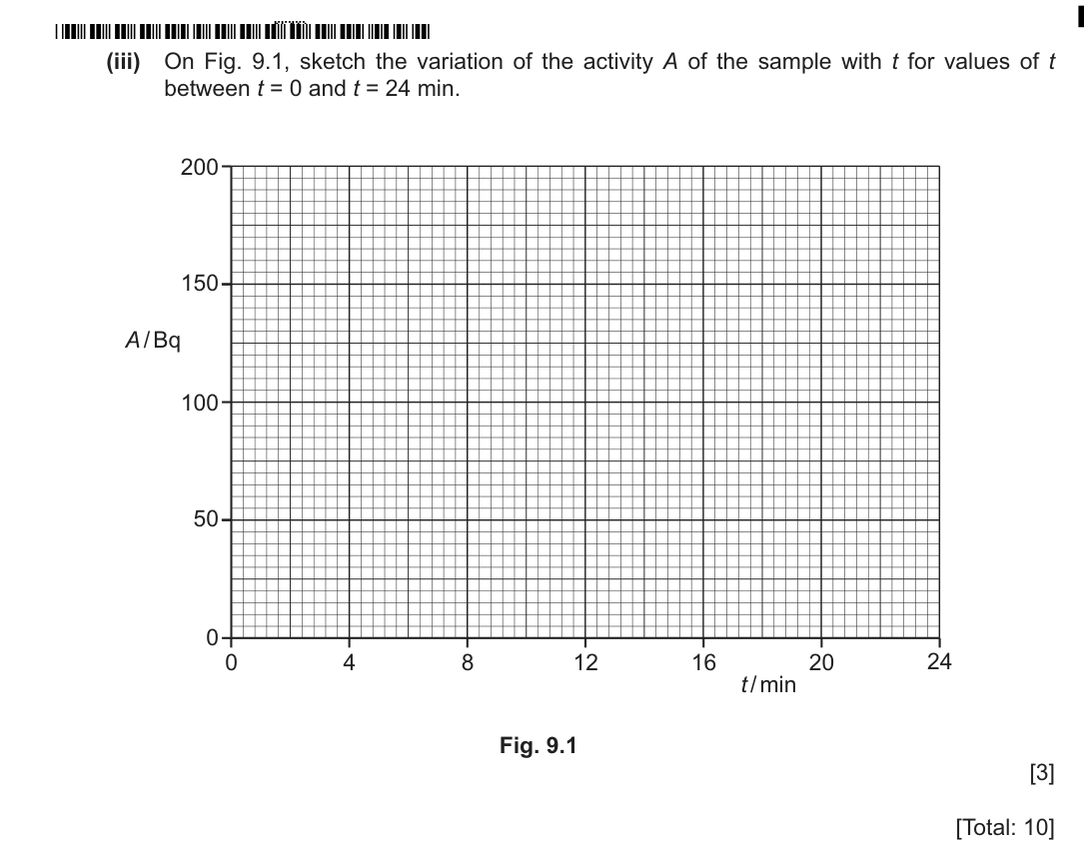 (iii) On Fig. 9.1, sketch the variation of the activity A of the sample with t for values of t
between t = 0 and t = 24 min.
200
150
A / Bq
100
50
0
0 4 8 12 16 20 24
t / min
Fig. 9.1
[3]
[Total: 10]